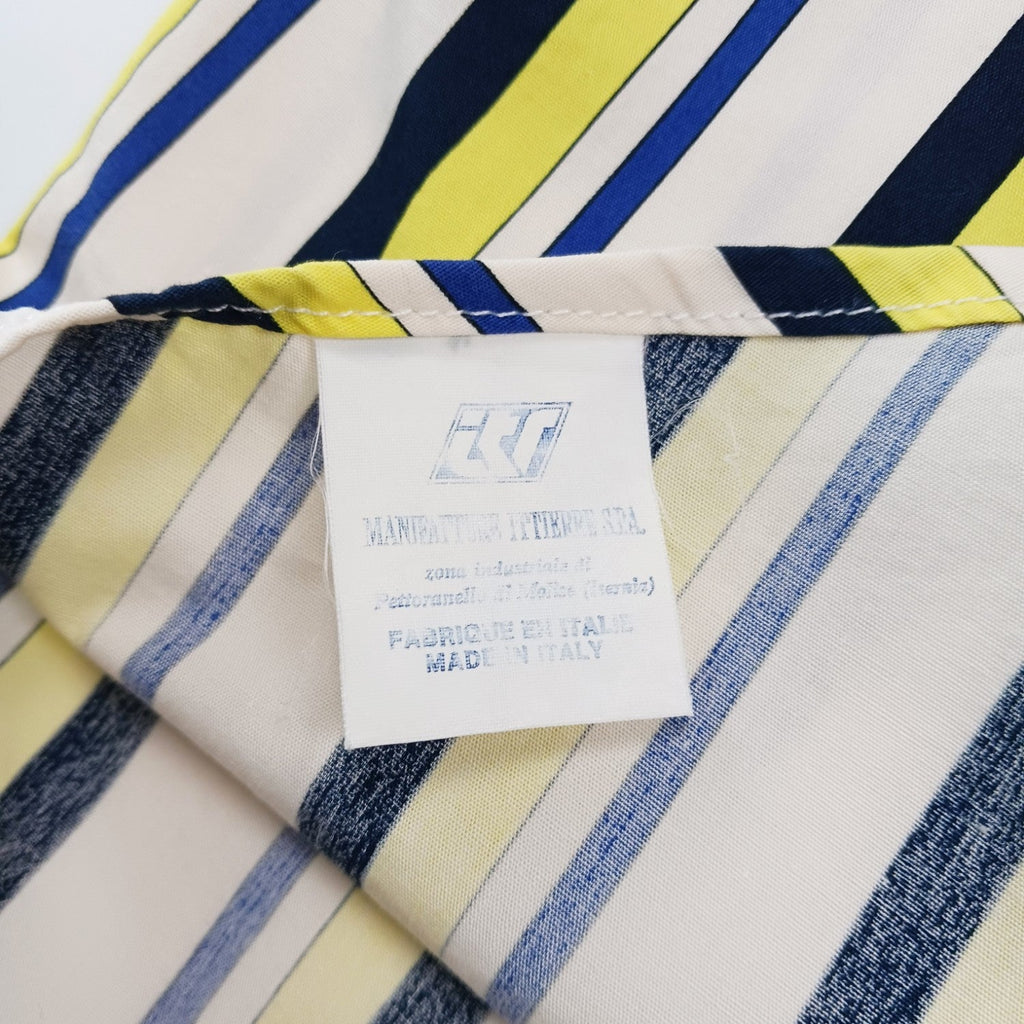 MANIFATTURE ITTIERRE S.P.A.
zona industriale di
Pettoranello di Molise (Isernia)
FABRIQUE EN ITALIE
MADE IN ITALY